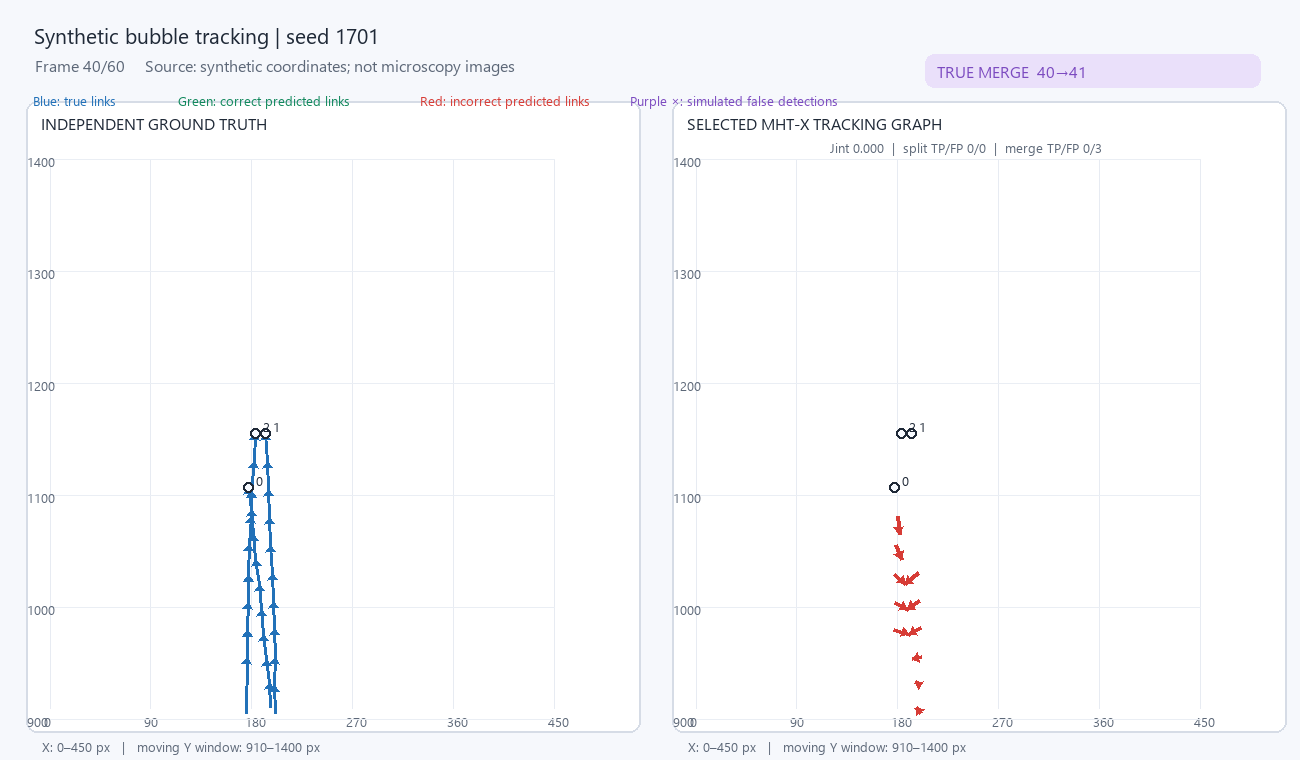 Synthetic bubble tracking | seed 1701
Frame 40/60 Source: synthetic coordinates; not microscopy images
TRUE MERGE 40→41
Blue: true links Green: correct predicted links Red: incorrect predicted links Purple ×: simulated false detections
INDEPENDENT GROUND TRUTH
1400
1300
1200
1
0
1100
1000
900
0 90 180 270 360 450
X: 0–450 px | moving Y window: 910–1400 px
SELECTED MHT-X TRACKING GRAPH
Jint 0.000 | split TP/FP 0/0 | merge TP/FP 0/3
1400
1300
1200
1
0
1100
1000
900
0 90 180 270 360 450
X: 0–450 px | moving Y window: 910–1400 px